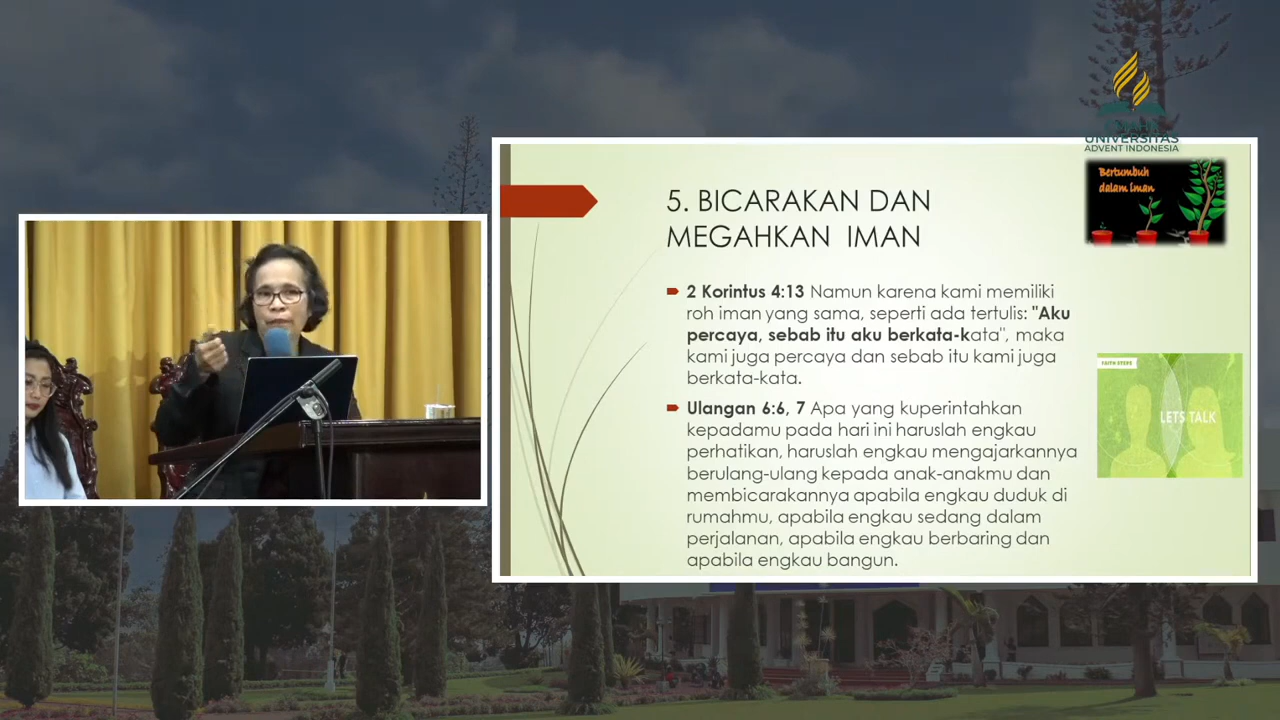 UNIVERSITAS
ADVENT INDONESIA
Bertumbuh
dalam Iman
5. BICARAKAN DAN
MEGAHKAN IMAN
2 Korintus 4:13 Namun karena kami memiliki
roh iman yang sama, seperti ada tertulis: "Aku
percaya, sebab itu aku berkata-kata", maka
kami juga percaya dan sebab itu kami juga
berkata-kata.
Ulangan 6:6, 7 Apa yang kuperintahkan
kepadamu pada hari ini haruslah engkau
perhatikan, haruslah engkau mengajarkannya
berulang-ulang kepada anak-anakmu dan
membicarakannya apabila engkau duduk di
rumahmu, apabila engkau sedang dalam
perjalanan, apabila engkau berbaring dan
apabila engkau bangun.
FAITH STEPS
LETS TALK